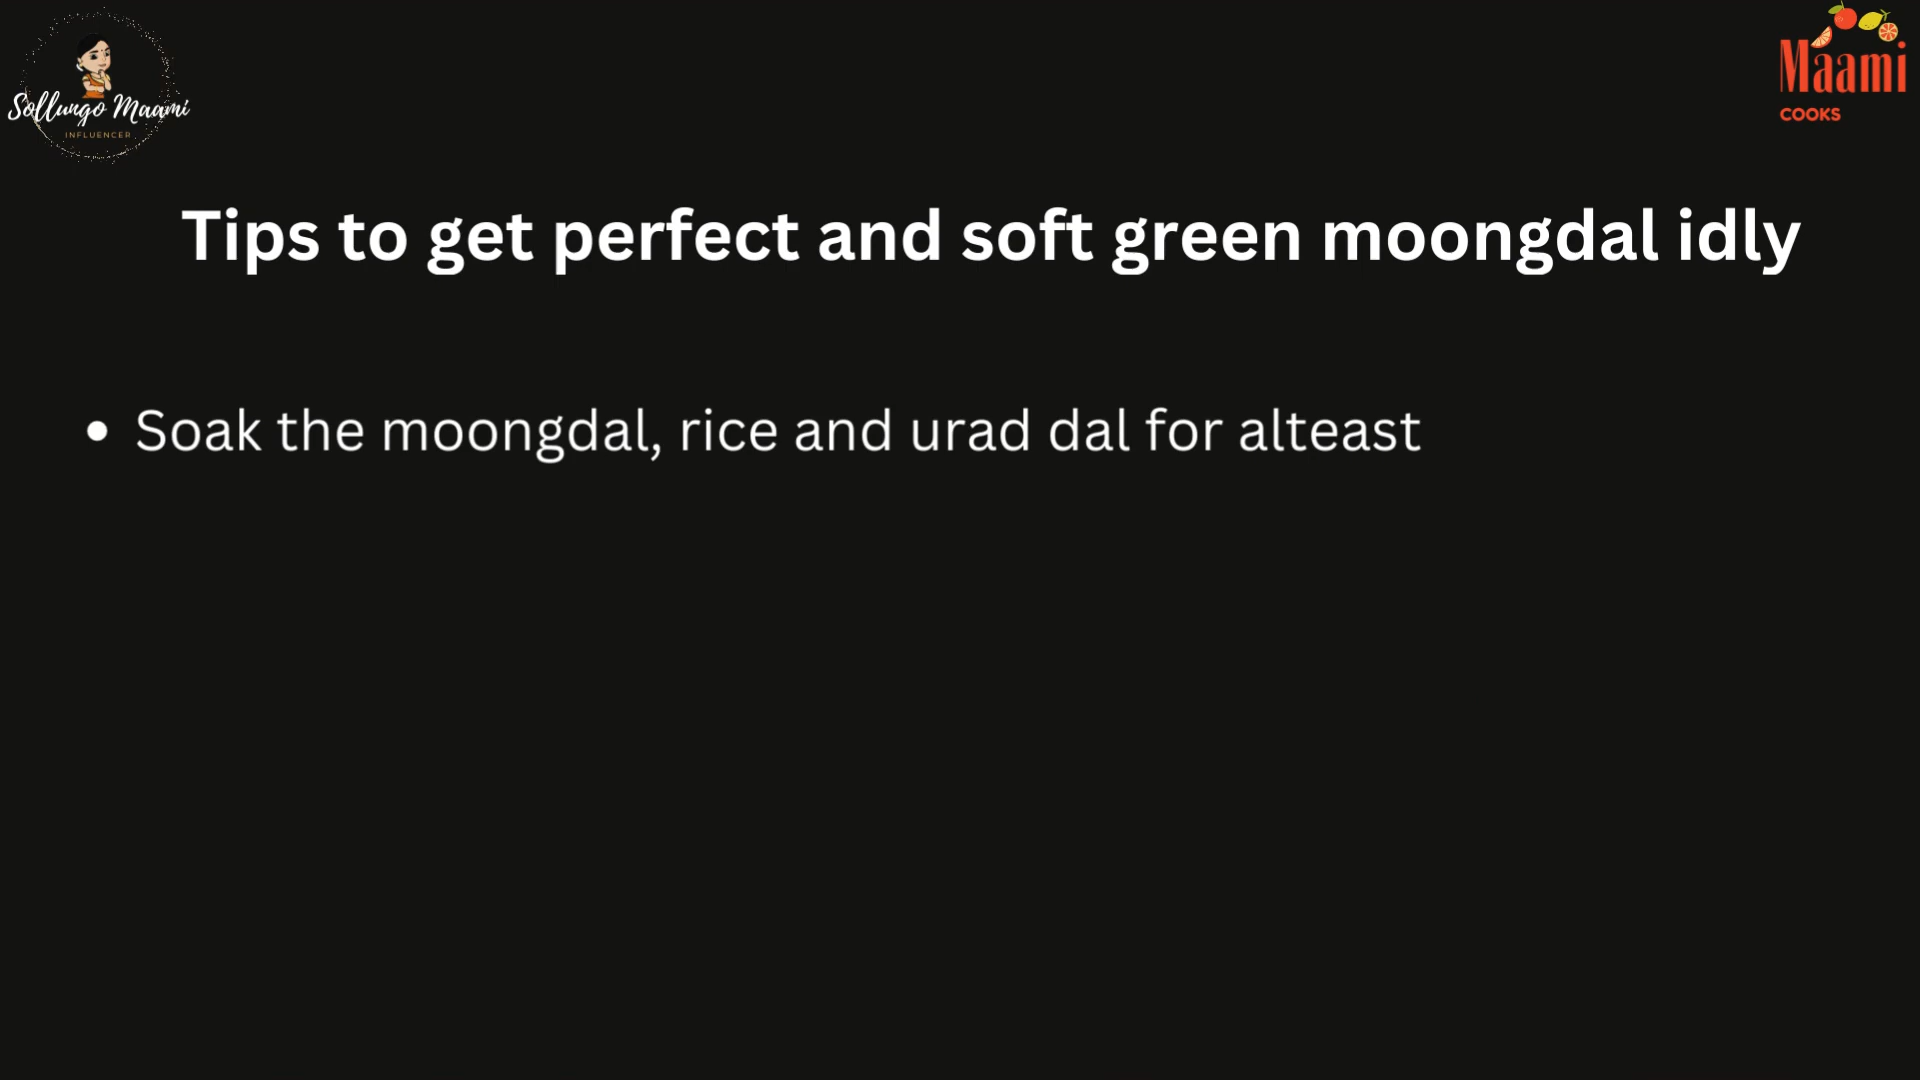 Sollungo Maami
INFLUENCER
Maami
COOKS
Tips to get perfect and soft green moongdal idly
• Soak the moongdal, rice and urad dal for alteast